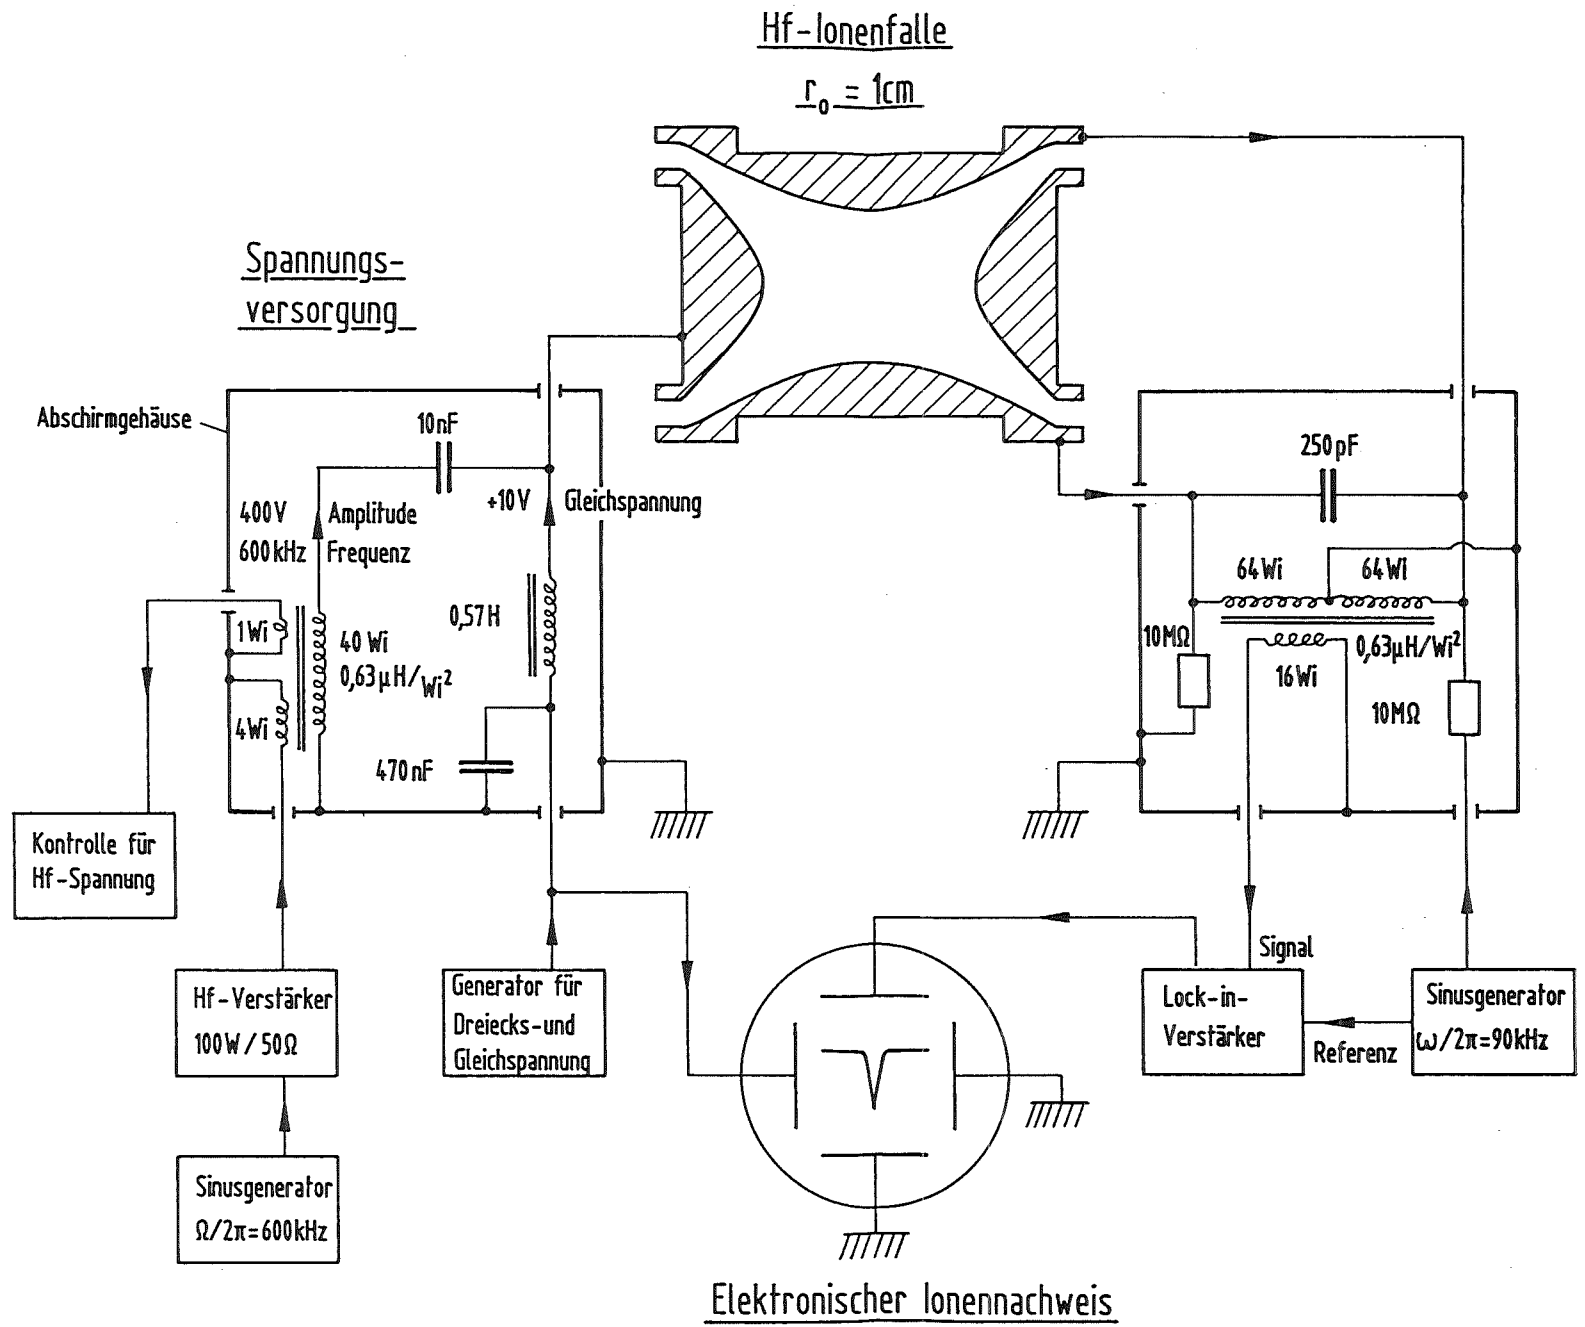 Hf-Ionenfalle
r₀ = 1cm
Spannungs-
versorgung
Abschirmgehäuse
10nF
400V Amplitude
600kHz Frequenz
+10V Gleichspannung
0,57H
1Wi
40 Wi
0,63µH/Wi²
4Wi
470nF
250pF
64Wi 64Wi
10MΩ
0,63µH/Wi²
16Wi
10MΩ
Kontrolle für
Hf-Spannung
Hf-Verstärker
100W/50Ω
Sinusgenerator
Ω/2π=600kHz
Generator für
Dreiecks-und
Gleichspannung
Signal
Lock-in-
Verstärker
Referenz
Sinusgenerator
ω/2π=90kHz
Elektronischer Ionennachweis